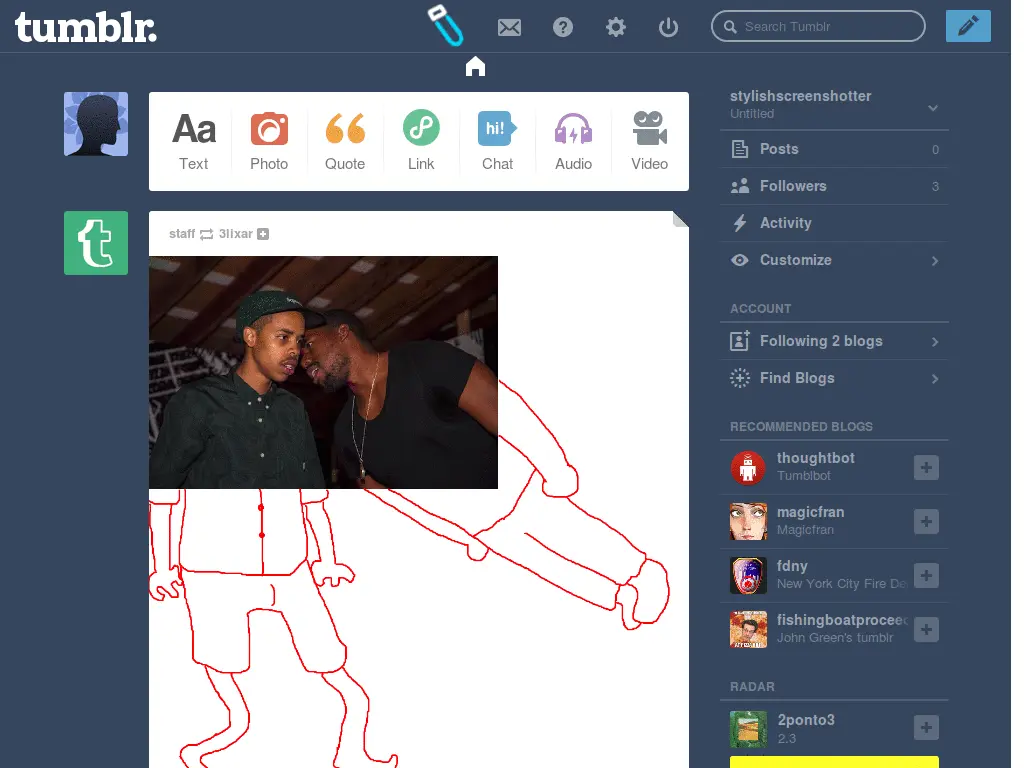 tumblr.
Search Tumblr
Aa
Text
Photo
Quote
Link
hi!
Chat
Audio
Video
staff 3lixar
stylishscreenshotter
Untitled
Posts 0
Followers 3
Activity
Customize
ACCOUNT
Following 2 blogs
Find Blogs
RECOMMENDED BLOGS
thoughtbot
Tumblbot
magicfran
Magicfran
fdny
New York City Fire De
fishingboatproceed
John Green's tumblr
RADAR
2ponto3
2.3